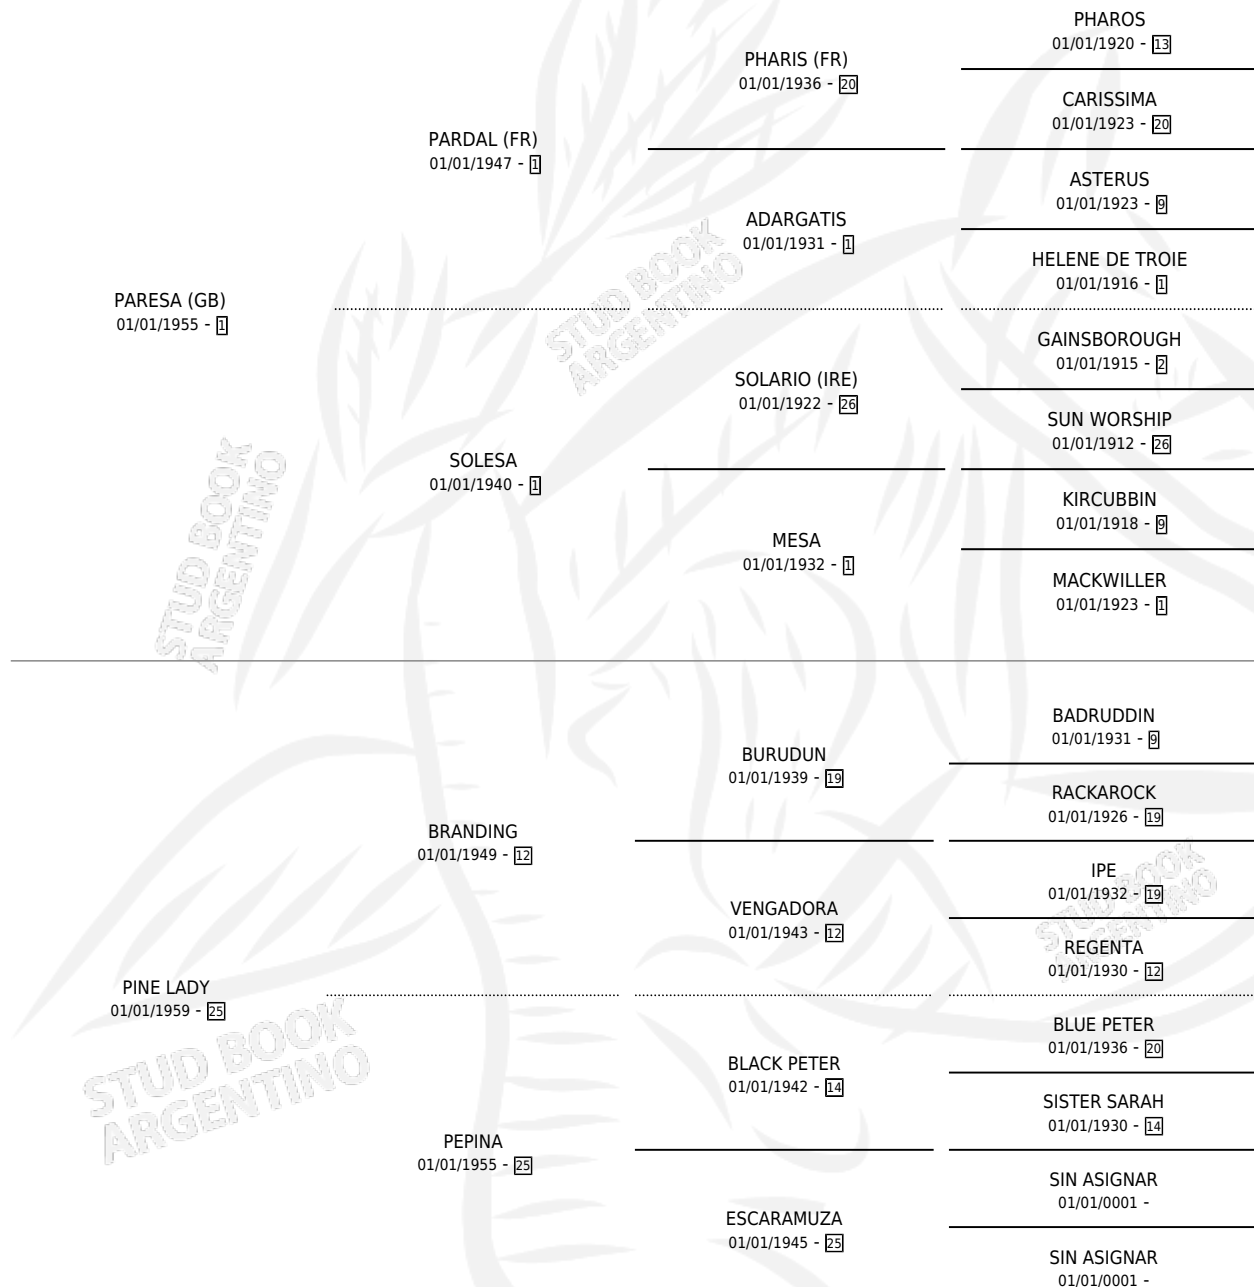 PHAROS
01/01/1920 - 13
PHARIS (FR)
01/01/1936 - 20
CARISSIMA
01/01/1923 - 20
PARDAL (FR)
01/01/1947 - 1
ASTERUS
01/01/1923 - 9
ADARGATIS
01/01/1931 - 1
HELENE DE TROIE
01/01/1916 - 1
PARESA (GB)
01/01/1955 - 1
GAINSBOROUGH
01/01/1915 - 2
SOLARIO (IRE)
01/01/1922 - 26
SUN WORSHIP
01/01/1912 - 26
SOLESA
01/01/1940 - 1
KIRCUBBIN
01/01/1918 - 9
MESA
01/01/1932 - 1
MACKWILLER
01/01/1923 - 1
STUD BOOK
ARGENTINO
STUD BOOK
ARGENTINO
BADRUDDIN
01/01/1931 - 9
BURUDUN
01/01/1939 - 19
RACKAROCK
01/01/1926 - 19
BRANDING
01/01/1949 - 12
IPE
01/01/1932 - 19
VENGADORA
01/01/1943 - 12
REGENTA
01/01/1930 - 12
STUD BOOK
ARGENTINO
PINE LADY
01/01/1959 - 25
BLUE PETER
01/01/1936 - 20
BLACK PETER
01/01/1942 - 14
SISTER SARAH
01/01/1930 - 14
STUD BOOK
ARGENTINO
PEPINA
01/01/1955 - 25
SIN ASIGNAR
01/01/0001 -
ESCARAMUZA
01/01/1945 - 25
SIN ASIGNAR
01/01/0001 -